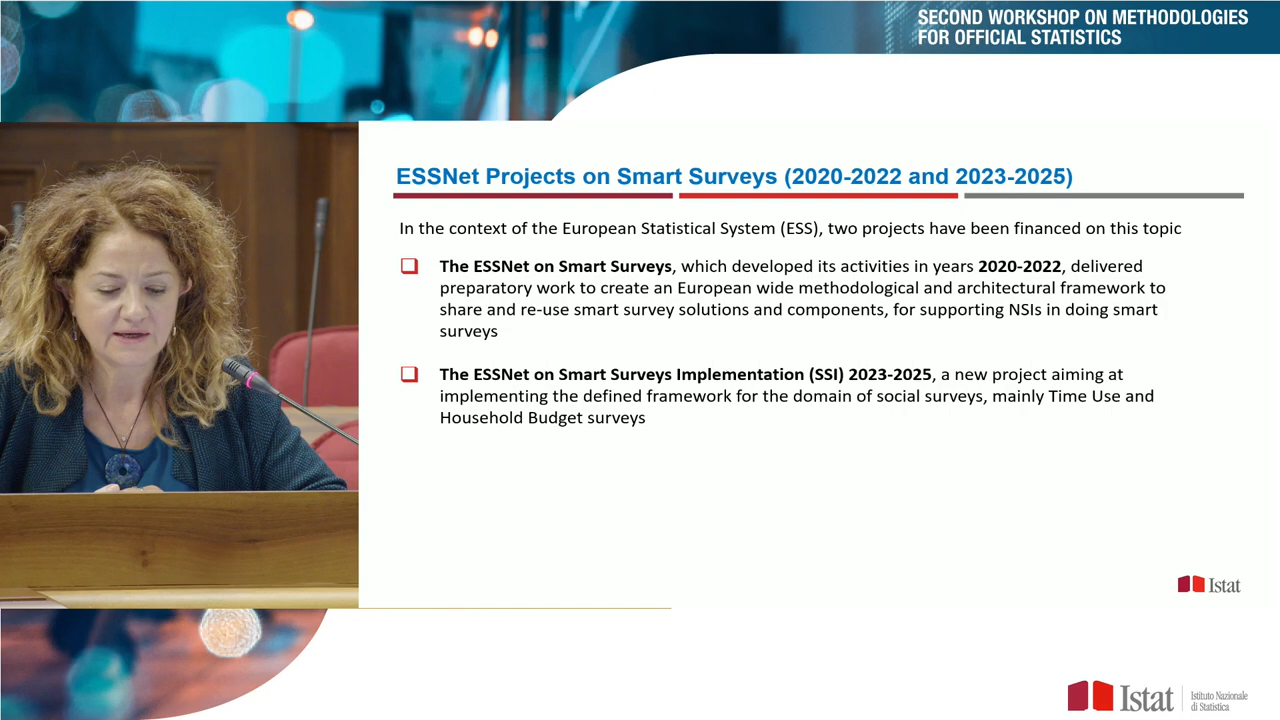 SECOND WORKSHOP ON METHODOLOGIES
FOR OFFICIAL STATISTICS
ESSNet Projects on Smart Surveys (2020-2022 and 2023-2025)
In the context of the European Statistical System (ESS), two projects have been financed on this topic
The ESSNet on Smart Surveys, which developed its activities in years 2020-2022, delivered
preparatory work to create an European wide methodological and architectural framework to
share and re-use smart survey solutions and components, for supporting NSIs in doing smart
surveys
The ESSNet on Smart Surveys Implementation (SSI) 2023-2025, a new project aiming at
implementing the defined framework for the domain of social surveys, mainly Time Use and
Household Budget surveys
Istat
Istat
Istituto Nazionale
di Statistica